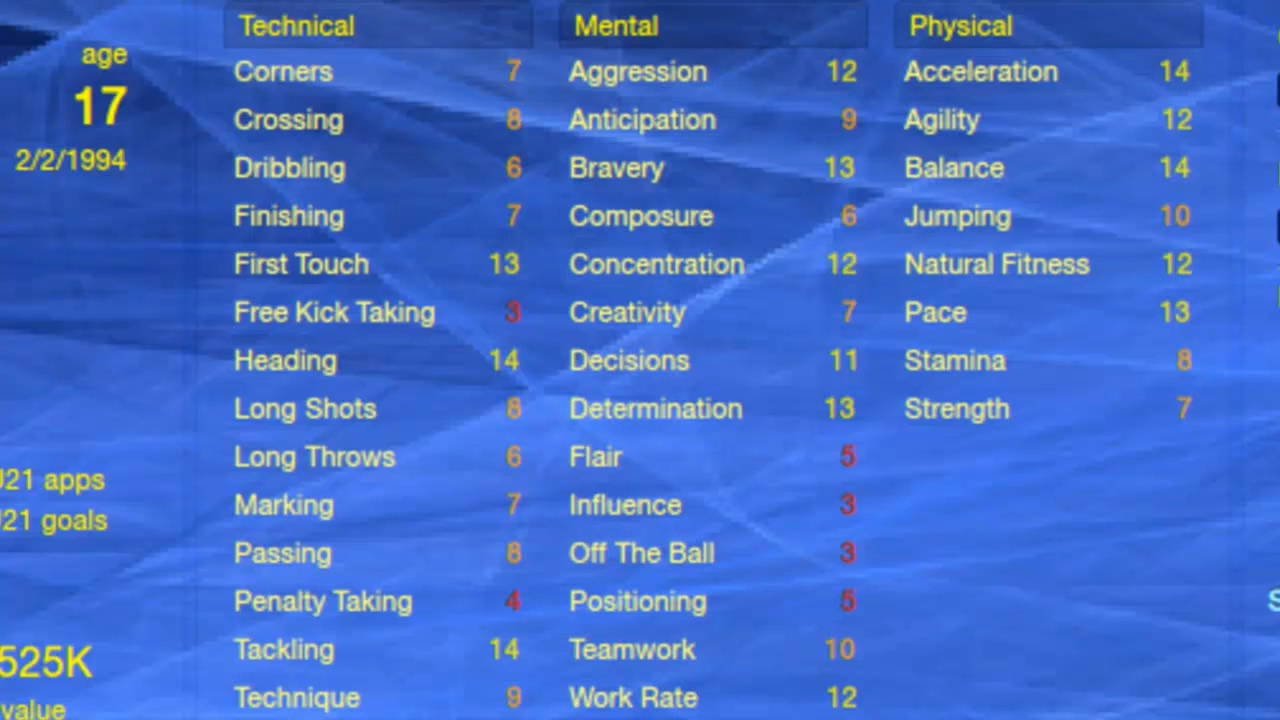 Technical Mental Physical
age
17
2/2/1994
Corners 7 Aggression 12 Acceleration 14
Crossing 8 Anticipation 9 Agility 12
Dribbling 6 Bravery 13 Balance 14
Finishing 7 Composure 6 Jumping 10
First Touch 13 Concentration 12 Natural Fitness 12
Free Kick Taking 3 Creativity 7 Pace 13
Heading 14 Decisions 11 Stamina 8
Long Shots 8 Determination 13 Strength 7
Long Throws 6 Flair 5
J21 apps
Marking 7 Influence 3
J21 goals
Passing 8 Off The Ball 3
Penalty Taking 4 Positioning 5
Tackling 14 Teamwork 10
525K
Technique 9 Work Rate 12
value